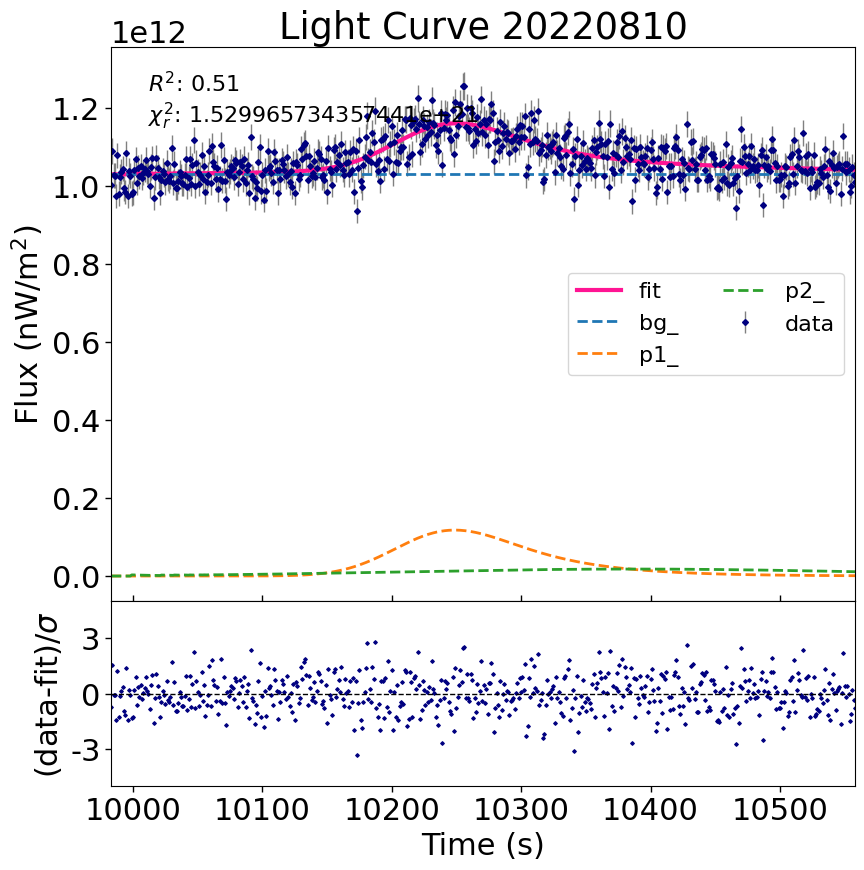 Light Curve 20220810
1e12
R²: 0.51
χ²ᵣ: 1.529965734357441e+21
Flux (nW/m²)
1.2
1.0
0.8
0.6
0.4
0.2
0.0
fit
bg_
p1_
p2_
data
(data-fit)/σ
3
0
-3
10000 10100 10200 10300 10400 10500
Time (s)